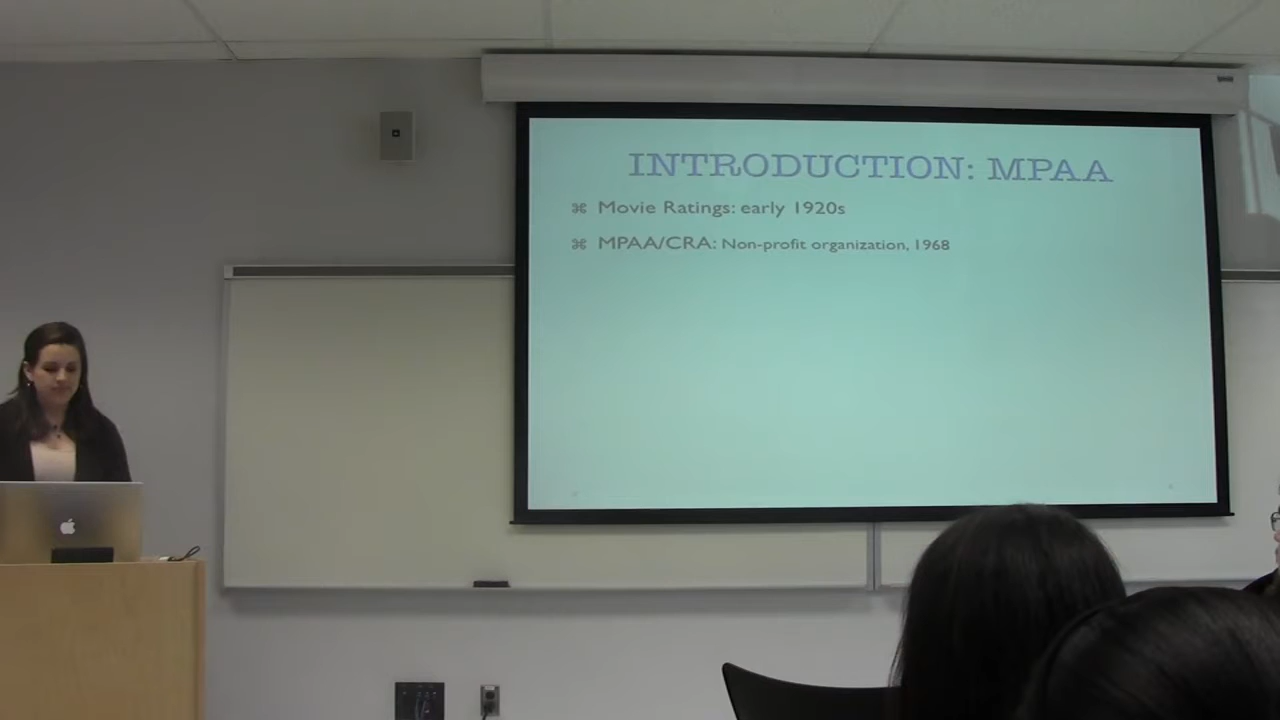 INTRODUCTION: MPAA
⌘ Movie Ratings: early 1920s
⌘ MPAA/CRA: Non-profit organization, 1968